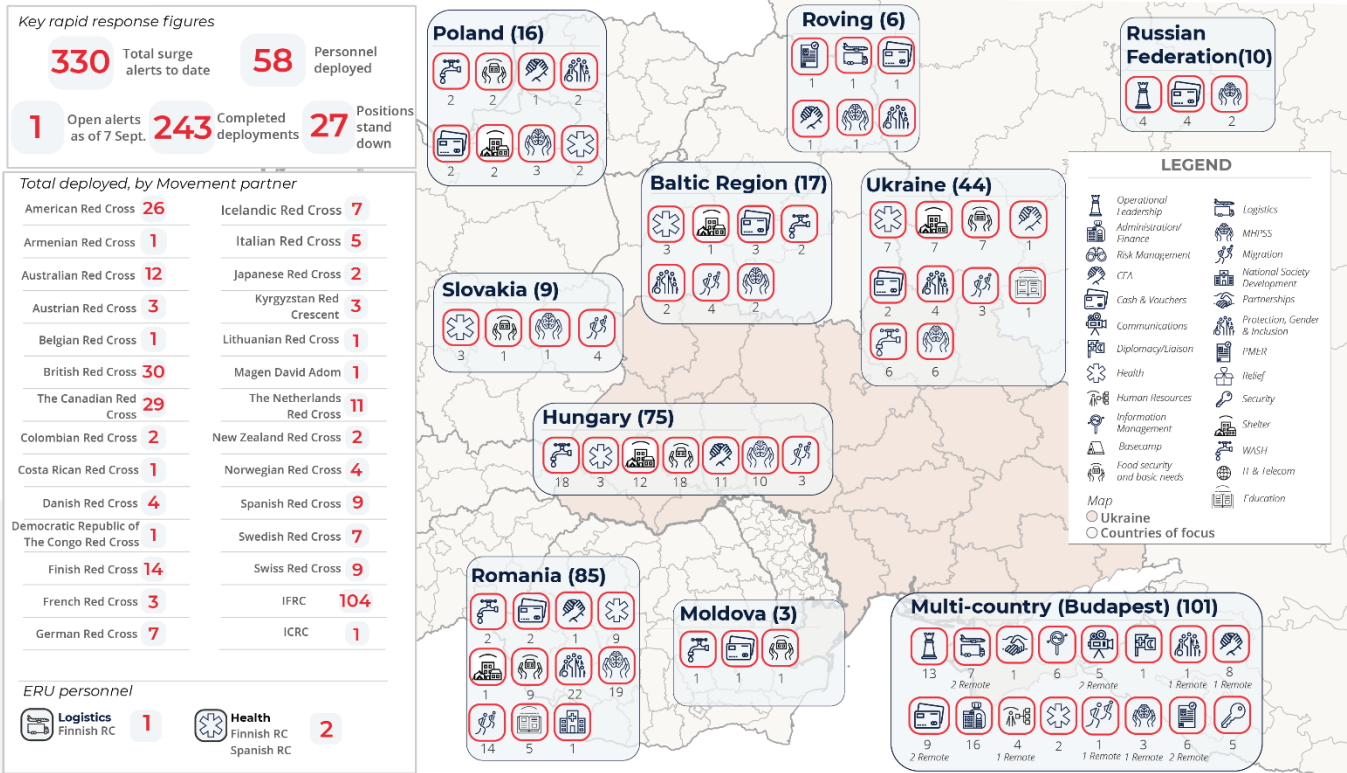 Key rapid response figures
330 Total surge
alerts to date
58 Personnel
deployed
1 Open alerts
as of 7 Sept.
243 Completed
deployments
27 Positions
stand
down
Total deployed, by Movement partner
American Red Cross 26
Armenian Red Cross 1
Australian Red Cross 12
Austrian Red Cross 3
Belgian Red Cross 1
British Red Cross 30
The Canadian Red
Cross 29
Colombian Red Cross 2
Costa Rican Red Cross 1
Danish Red Cross 4
Democratic Republic of
The Congo Red Cross 1
Finish Red Cross 14
French Red Cross 3
German Red Cross 7
Icelandic Red Cross 7
Italian Red Cross 5
Japanese Red Cross 2
Kyrgyzstan Red
Crescent 3
Lithuanian Red Cross 1
Magen David Adom 1
The Netherlands
Red Cross 11
New Zealand Red Cross 2
Norwegian Red Cross 4
Spanish Red Cross 9
Swedish Red Cross 7
Swiss Red Cross 9
IFRC 104
ICRC 1
ERU personnel
Logistics
Finnish RC
1
Health
Finnish RC
Spanish RC
2
Poland (16)
2 2 1 2
2 2 3 2
Roving (6)
1 1 1
1 1 1
Russian
Federation(10)
4 4 2
Baltic Region (17)
3 1 3 2
2 4 2
Ukraine (44)
7 7 7 1
2 4 3 1
6 6
Slovakia (9)
3 1 1 4
Hungary (75)
18 3 12 18 11 10 3
Romania (85)
2 2 1 9
1 9 22 19
14 5 1
Moldova (3)
1 1 1
Multi-country (Budapest) (101)
13 7 1 6 5 1 1 8
2 Remote 2 Remote 1 Remote 1 Remote
9 16 4 2 1 3 6 5
2 Remote 1 Remote 1 Remote 1 Remote 2 Remote
LEGEND
Operational
Leadership
Administration/
Finance
Risk Management
CEA
Cash & Vouchers
Communications
Diplomacy/Liaison
Health
Human Resources
Information
Management
Basecamp
Food security
and basic needs
Logistics
MHPSS
Migration
National Society
Development
Partnerships
Protection, Gender
& Inclusion
PMER
Relief
Security
Shelter
WASH
IT & Telecom
Education
Map
Ukraine
Countries of focus